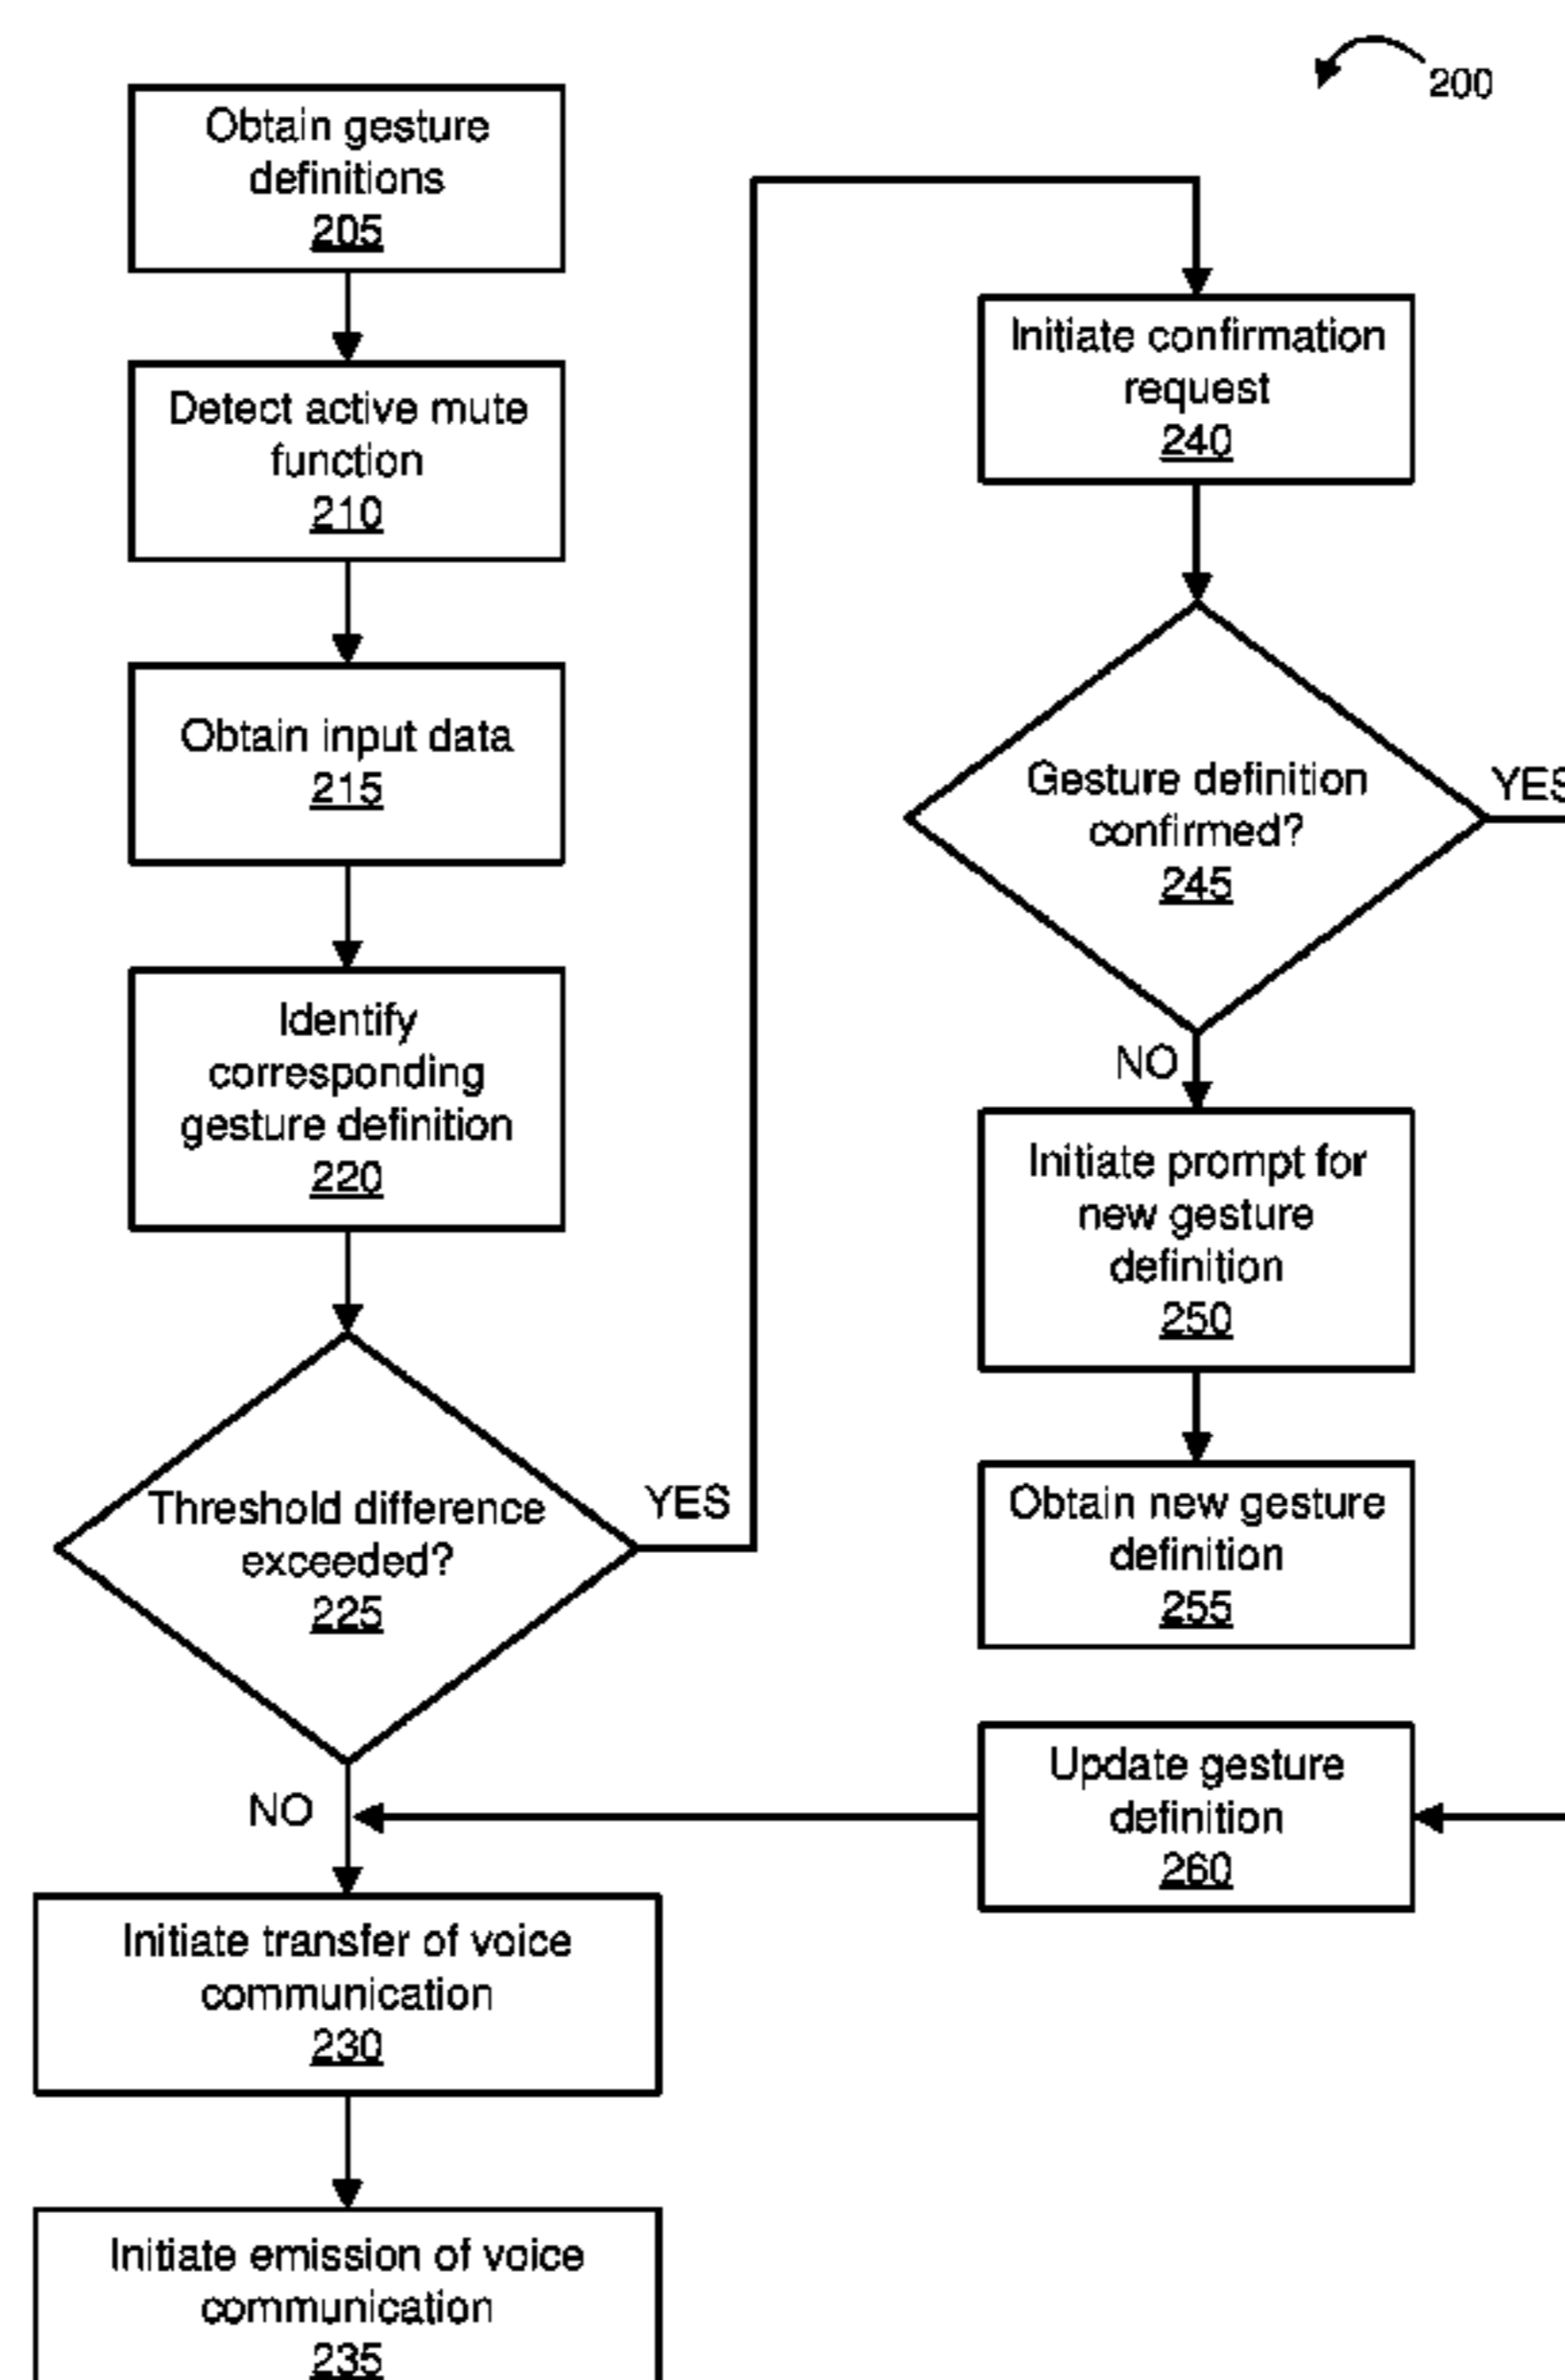 200
Obtain gesture
definitions
205
Detect active mute
function
210
Obtain input data
215
Identify
corresponding
gesture definition
220
Threshold difference
exceeded?
225
YES
NO
Initiate transfer of voice
communication
230
Initiate emission of voice
communication
235
Initiate confirmation
request
240
Gesture definition
confirmed?
245
YES
NO
Initiate prompt for
new gesture
definition
250
Obtain new gesture
definition
255
Update gesture
definition
260